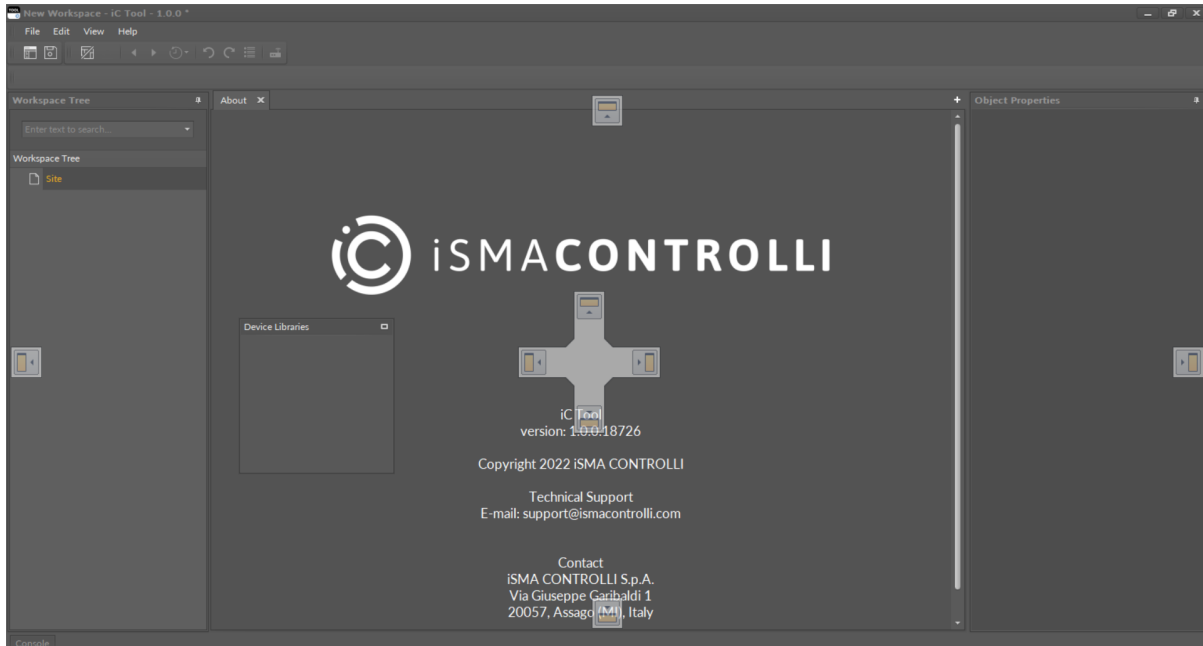 New Workspace - iC Tool - 1.0.0 *
File Edit View Help
Workspace Tree
About
Object Properties
Enter text to search...
Workspace Tree
Site
iSMACONTROLLI
Device Libraries
iC Tool
version: 1.0.0.18726
Copyright 2022 iSMA CONTROLLI
Technical Support
E-mail: support@ismacontrolli.com
Contact
iSMA CONTROLLI S.p.A.
Via Giuseppe Garibaldi 1
20057, Assago (MI), Italy
Console